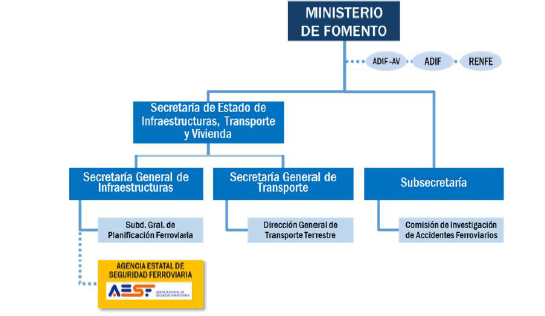 MINISTERIO
DE FOMENTO
ADIF-AV
ADIF
RENFE
Secretaría de Estado de
Infraestructuras, Transporte
y Vivienda
Secretaría General de
Infraestructuras
Secretaría General de
Transporte
Subsecretaría
Subd. Gral. de
Planificación Ferroviaria
Dirección General de
Transporte Terrestre
Comisión de Investigación
de Accidentes Ferroviarios
AGENCIA ESTATAL DE
SEGURIDAD FERROVIARIA
AESF